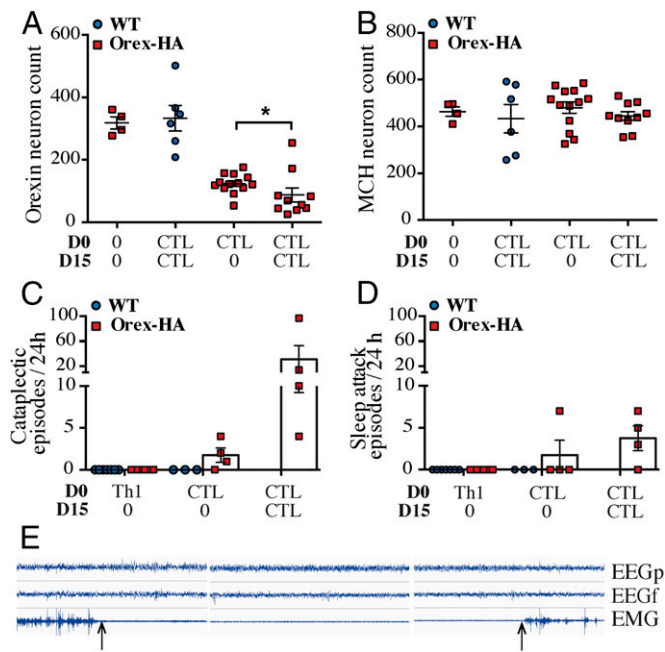 A
WT
Orex-HA
Orexin neuron count
600
400
200
0
*
D0 0 CTL CTL CTL
D15 0 CTL 0 CTL
B
WT
Orex-HA
MCH neuron count
800
600
400
200
0
D0 0 CTL CTL CTL
D15 0 CTL 0 CTL
C
WT
Orex-HA
Cataplectic
episodes / 24h
100
60
20
10
5
0
D0 Th1 CTL CTL
D15 0 0 CTL
D
WT
Orex-HA
Sleep attack
episodes / 24 h
100
60
20
10
5
0
D0 Th1 CTL CTL
D15 0 0 CTL
E
EEGp
EEGf
EMG